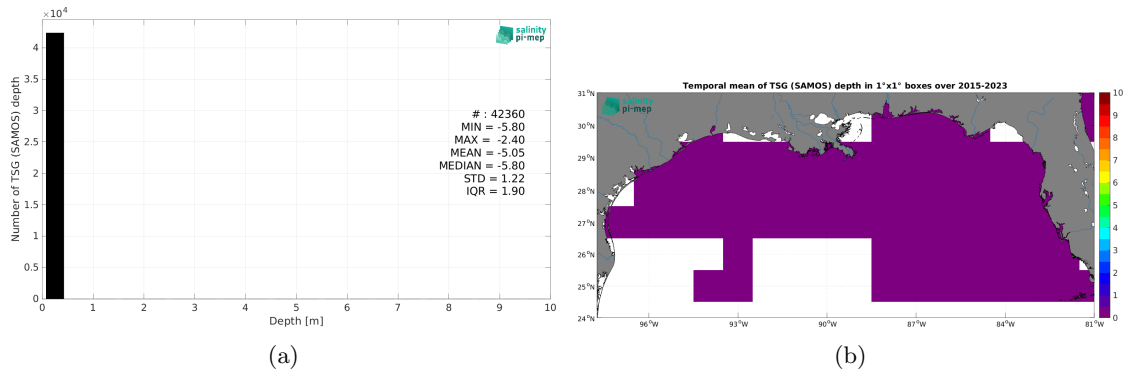 ×10⁴
4
3.5
3
2.5
2
1.5
1
0.5
0
Number of TSG (SAMOS) depth
salinity
pi-mep
# : 42360
MIN = -5.80
MAX = -2.40
MEAN = -5.05
MEDIAN = -5.80
STD = 1.22
IQR = 1.90
0 1 2 3 4 5 6 7 8 9 10
Depth [m]
(a)
Temporal mean of TSG (SAMOS) depth in 1°x1° boxes over 2015-2023
salinity
pi-mep
31°N
30°N
29°N
28°N
27°N
26°N
25°N
24°N
96°W 93°W 90°W 87°W 84°W 81°W
10
9
8
7
6
5
4
3
2
1
0
(b)